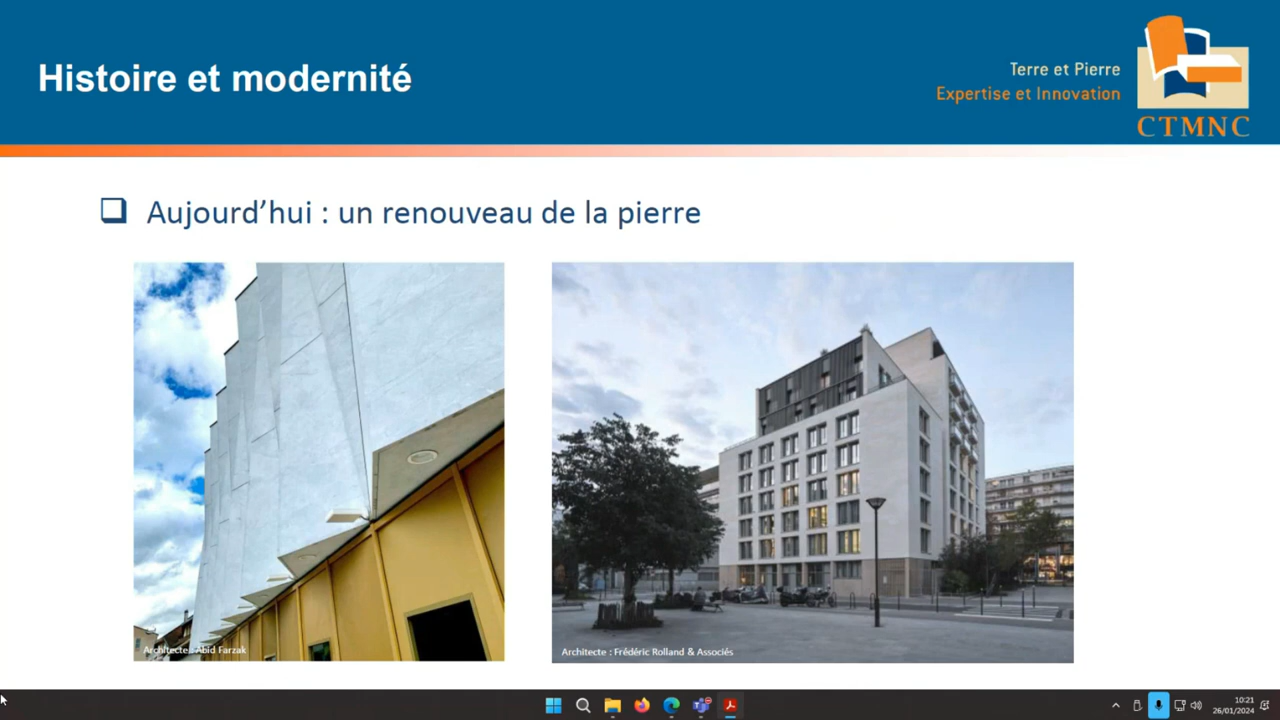 Histoire et modernité
Terre et Pierre
Expertise et Innovation
CTMNC
Aujourd’hui : un renouveau de la pierre
Architecte : Abid Farzak
Architecte : Frédéric Rolland & Associés
10:21
26/01/2024